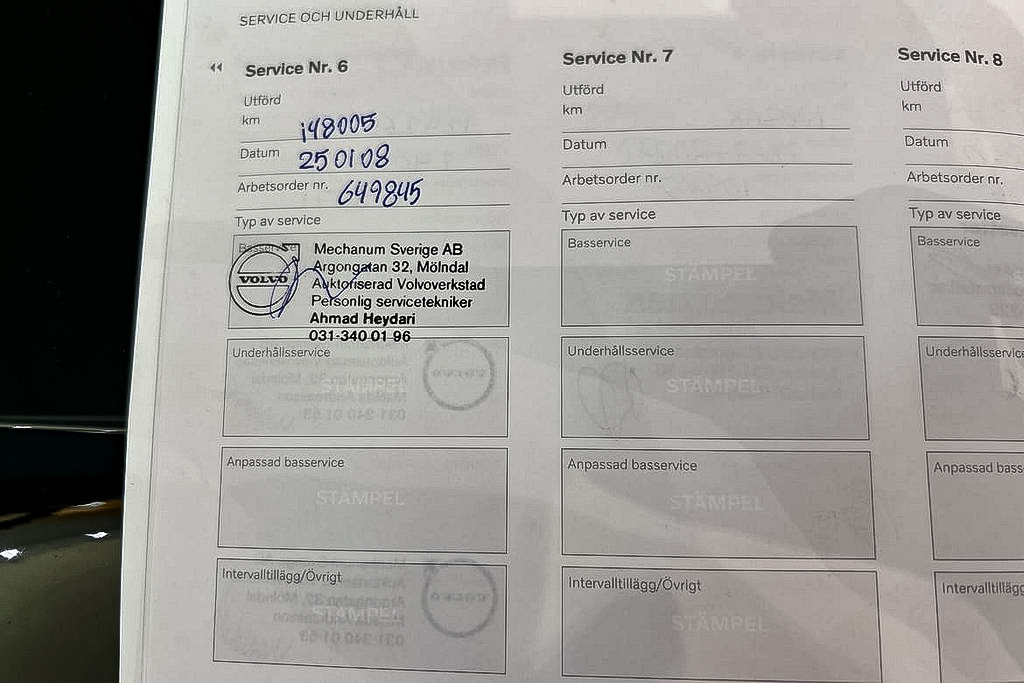 SERVICE OCH UNDERHÅLL
Service Nr. 6
Utförd
km 148005
Datum 250108
Arbetsorder nr. 649845
Typ av service
Basservice
VOLVO
Mechanum Sverige AB
Argongatan 32, Mölndal
Auktoriserad Volvoverkstad
Personlig servicetekniker
Ahmad Heydari
031-340 01 96
Underhållsservice
STÄMPEL
Anpassad basservice
STÄMPEL
Intervalltillägg/Övrigt
STÄMPEL
Service Nr. 7
Utförd
km
Datum
Arbetsorder nr.
Typ av service
Basservice
STÄMPEL
Underhållsservice
STÄMPEL
Anpassad basservice
STÄMPEL
Intervalltillägg/Övrigt
STÄMPEL
Service Nr. 8
Utförd
km
Datum
Arbetsorder nr.
Typ av service
Basservice
Underhållsservice
Anpassad bass
Intervalltillägg